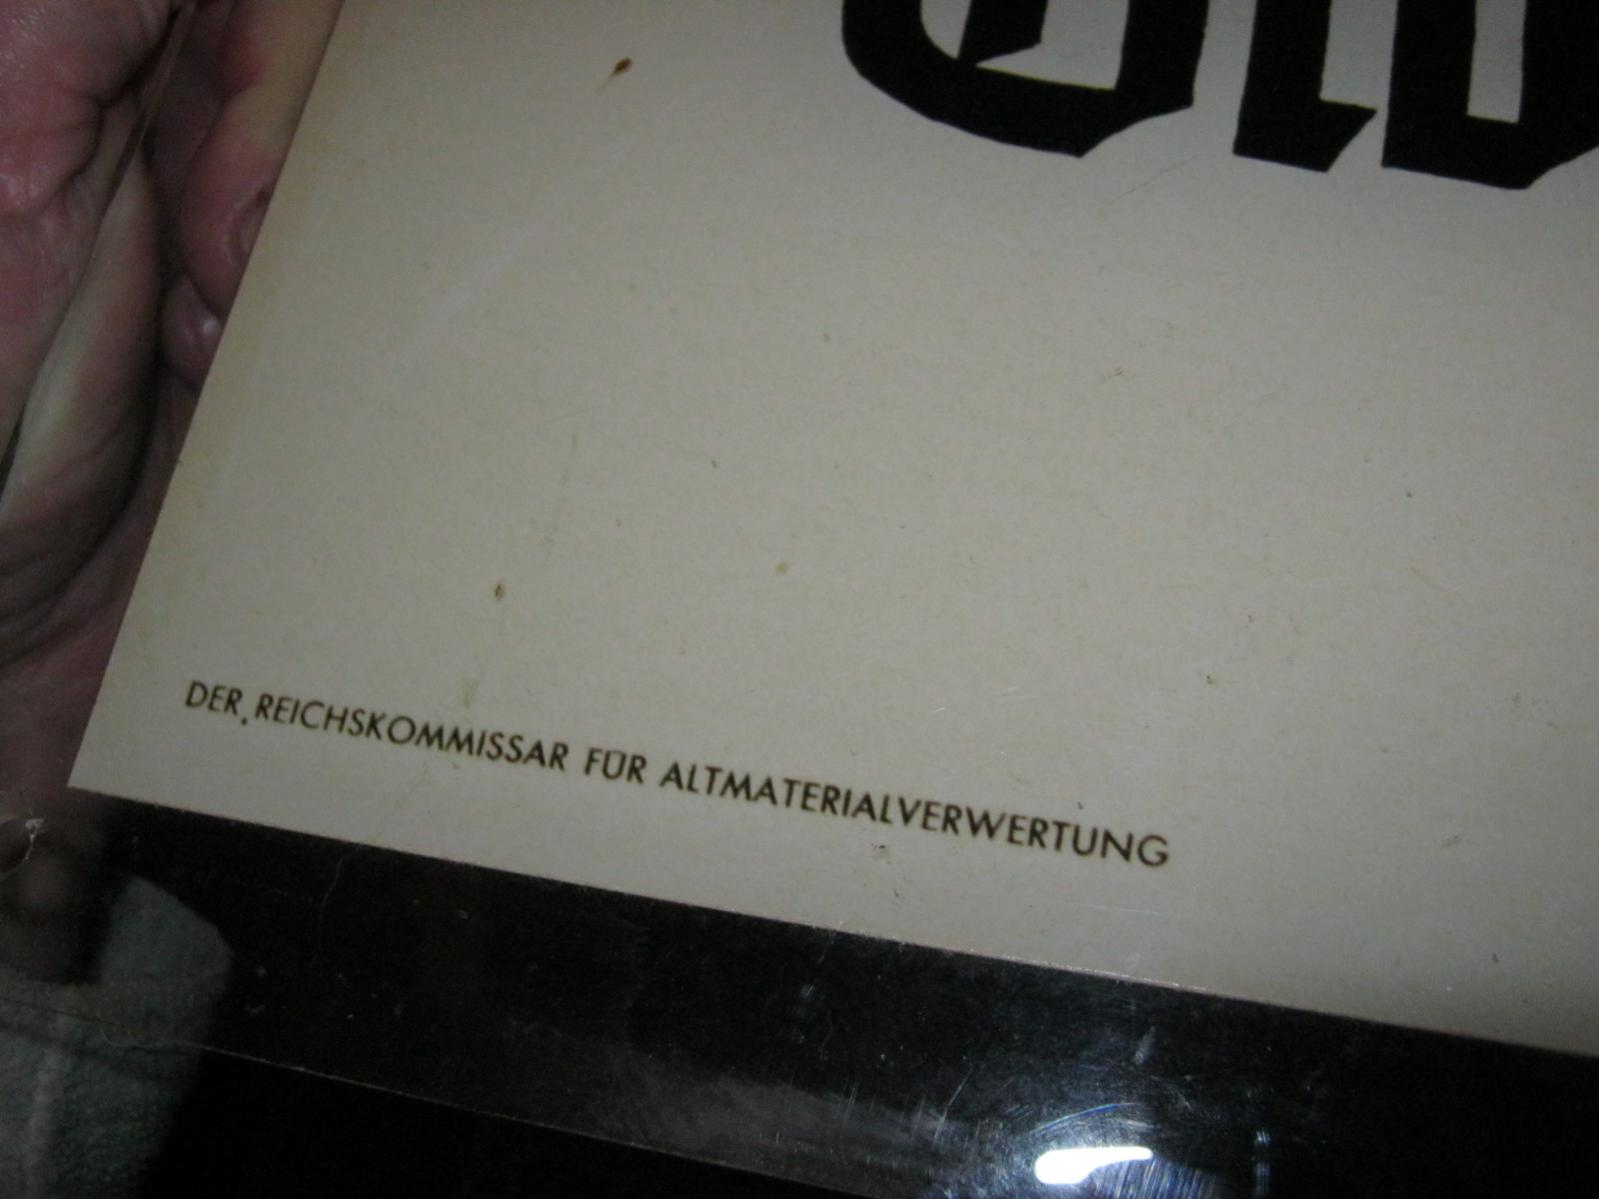 DER REICHSKOMMISSAR FÜR ALTMATERIALVERWERTUNG